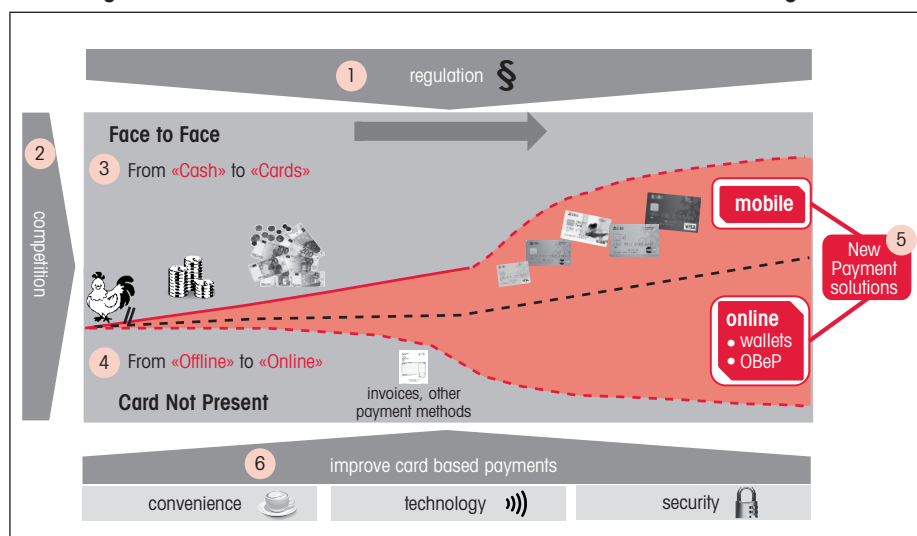 1
regulation §
2
competition
Face to Face
3
From «Cash» to «Cards»
mobile
5
New
Payment
solutions
online
• wallets
• OBeP
4
From «Offline» to «Online»
Card Not Present
invoices, other
payment methods
6
improve card based payments
convenience
technology
security